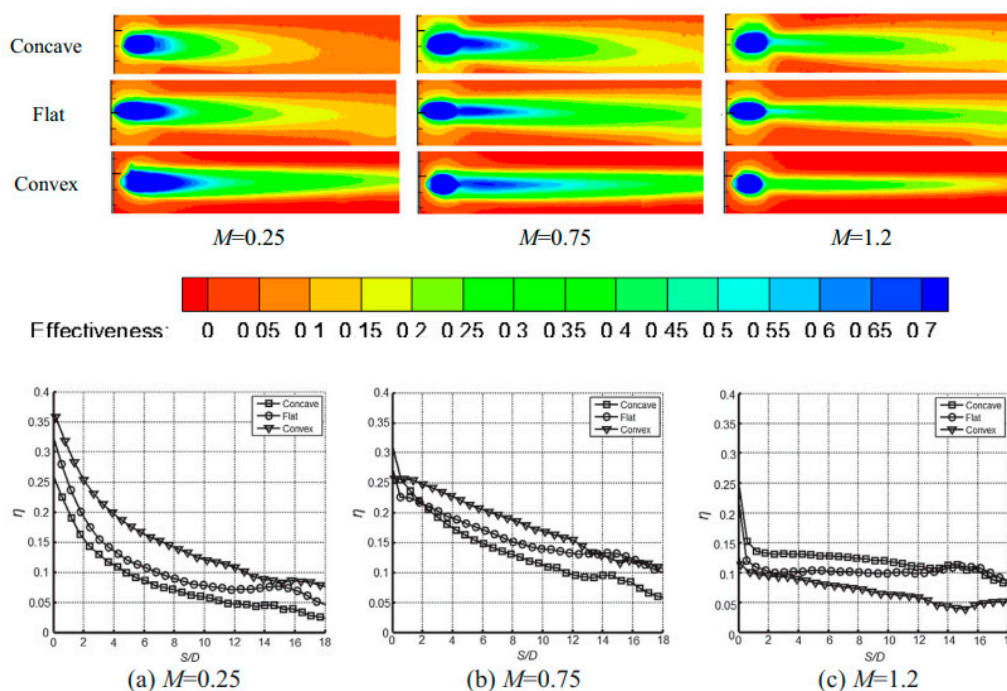 Concave
Flat
Convex
M=0.25 M=0.75 M=1.2
Effectiveness: 0 0.05 0.1 0.15 0.2 0.25 0.3 0.35 0.4 0.45 0.5 0.55 0.6 0.65 0.7
0.4
0.35
0.3
0.25
0.2
0.15
0.1
0.05
0
η
0 2 4 6 8 10 12 14 16 18
S/D
Concave
Flat
Convex
(a) M=0.25
0.4
0.35
0.3
0.25
0.2
0.15
0.1
0.05
0
η
0 2 4 6 8 10 12 14 16 18
S/D
Concave
Flat
Convex
(b) M=0.75
0.4
0.35
0.3
0.25
0.2
0.15
0.1
0.05
0
η
0 2 4 6 8 10 12 14 16 18
S/D
Concave
Flat
Convex
(c) M=1.2